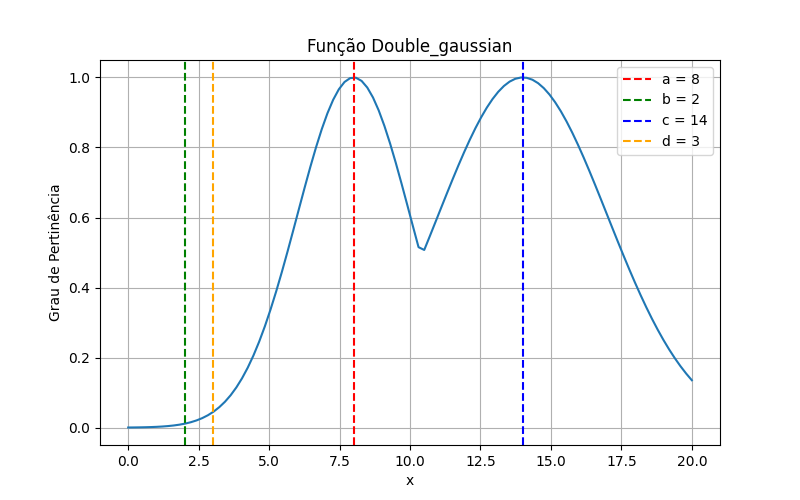 Função Double_gaussian
a = 8
b = 2
c = 14
d = 3
Grau de Pertinência
1.0
0.8
0.6
0.4
0.2
0.0
0.0 2.5 5.0 7.5 10.0 12.5 15.0 17.5 20.0
x